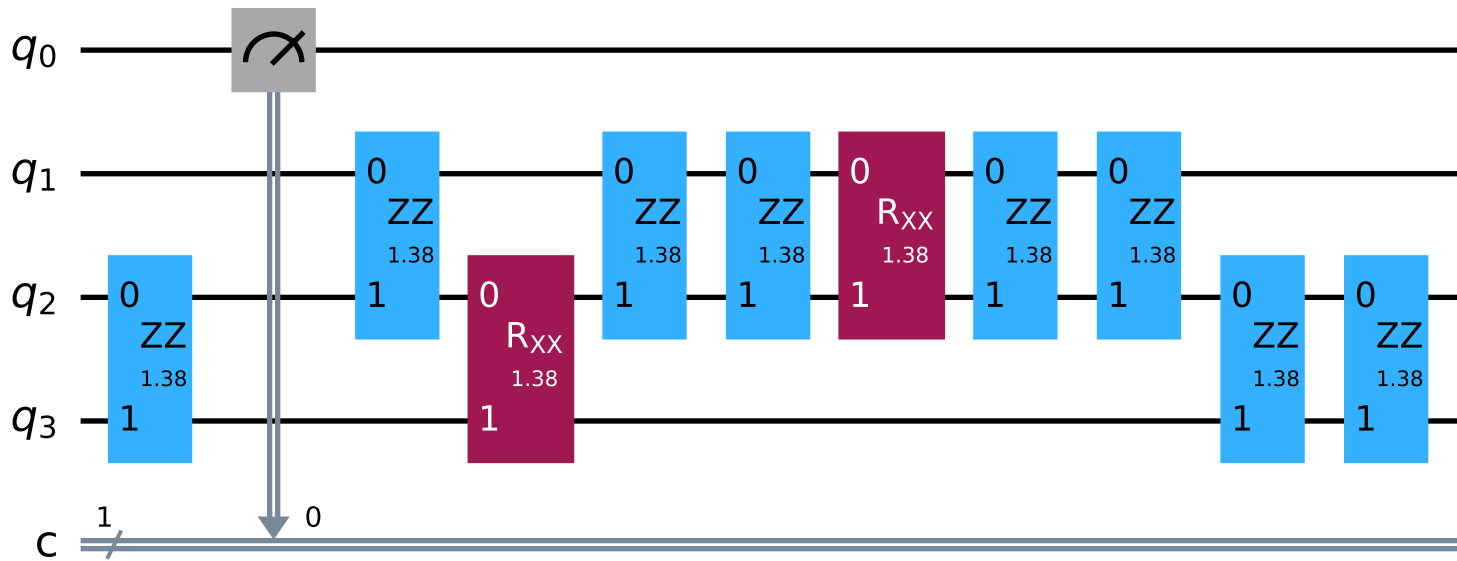 q0
0 0 0 0 0 0
q1
ZZ ZZ ZZ RXX ZZ ZZ
1.38 1.38 1.38 1.38 1.38 1.38
0 1 0 1 1 1 1 1 0 0
q2
ZZ RXX ZZ ZZ
1.38 1.38 1.38 1.38
1 1 1 1
q3
1 0
c